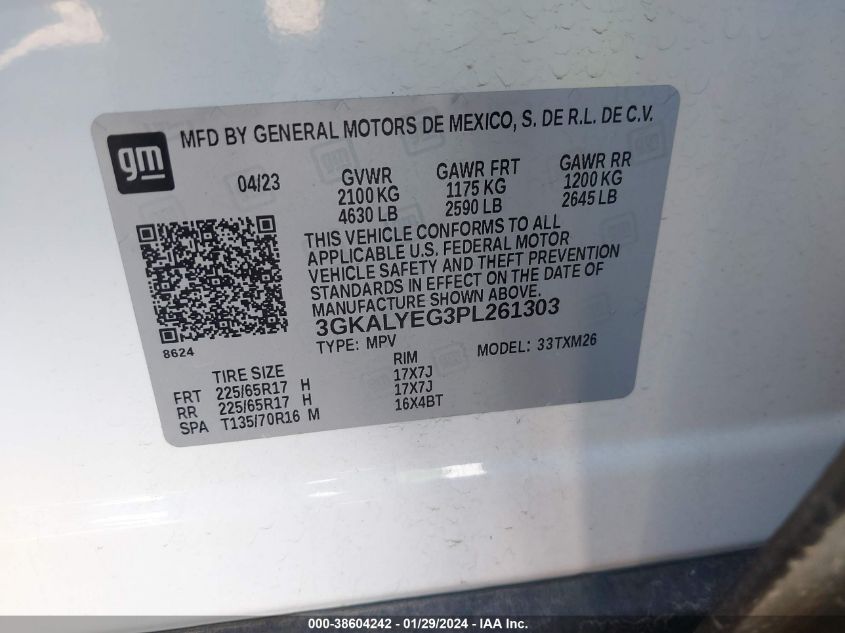 gm
MFD BY GENERAL MOTORS DE MEXICO, S. DE R.L. DE C.V.
04/23 GVWR GAWR FRT GAWR RR
2100 KG 1175 KG 1200 KG
4630 LB 2590 LB 2645 LB
THIS VEHICLE CONFORMS TO ALL
APPLICABLE U.S. FEDERAL MOTOR
VEHICLE SAFETY AND THEFT PREVENTION
STANDARDS IN EFFECT ON THE DATE OF
MANUFACTURE SHOWN ABOVE.
3GKALYEG3PL261303
8624
TYPE: MPV MODEL: 33TXM26
TIRE SIZE RIM
FRT 225/65R17 H 17X7J
RR 225/65R17 H 17X7J
SPA T135/70R16 M 16X4BT
000-38604242 - 01/29/2024 - IAA Inc.